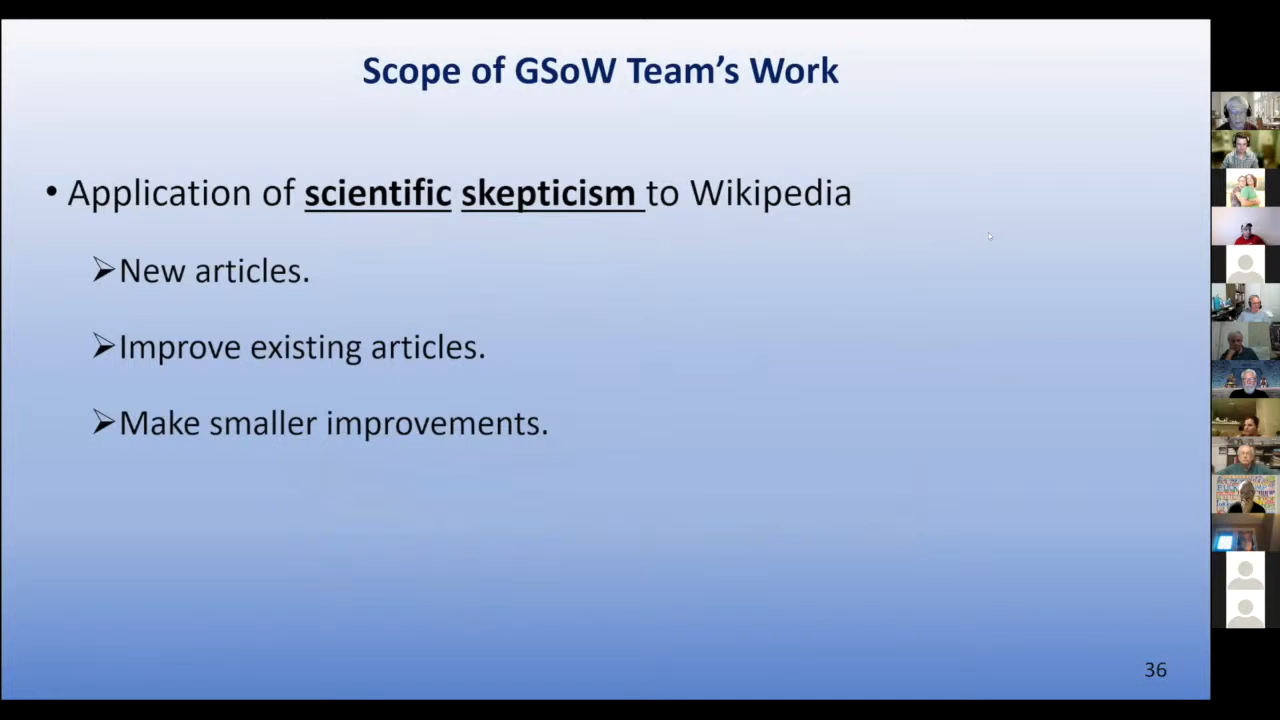 Scope of GSoW Team's Work
• Application of scientific skepticism to Wikipedia
➢New articles.
➢Improve existing articles.
➢Make smaller improvements.
36